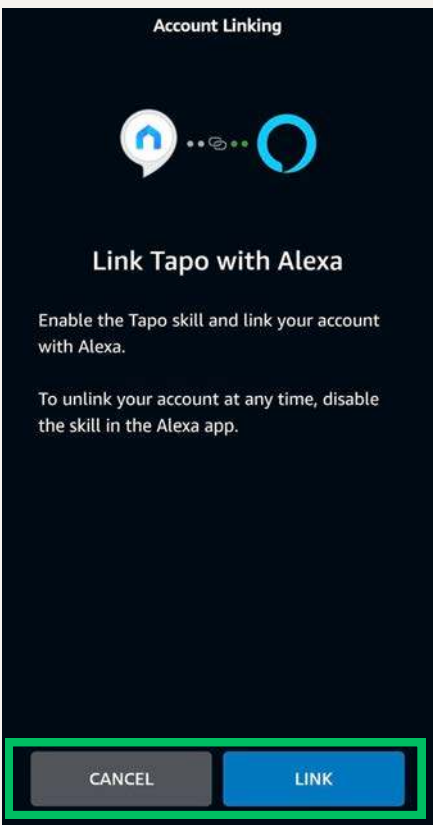 Account Linking
Link Tapo with Alexa
Enable the Tapo skill and link your account
with Alexa.
To unlink your account at any time, disable
the skill in the Alexa app.
CANCEL LINK